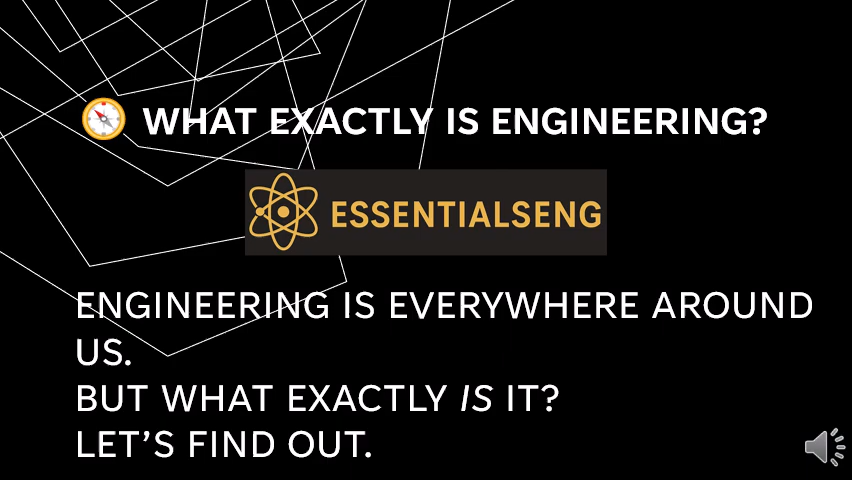 WHAT EXACTLY IS ENGINEERING?
ESSENTIALSENG
ENGINEERING IS EVERYWHERE AROUND
US.
BUT WHAT EXACTLY IS IT?
LET’S FIND OUT.